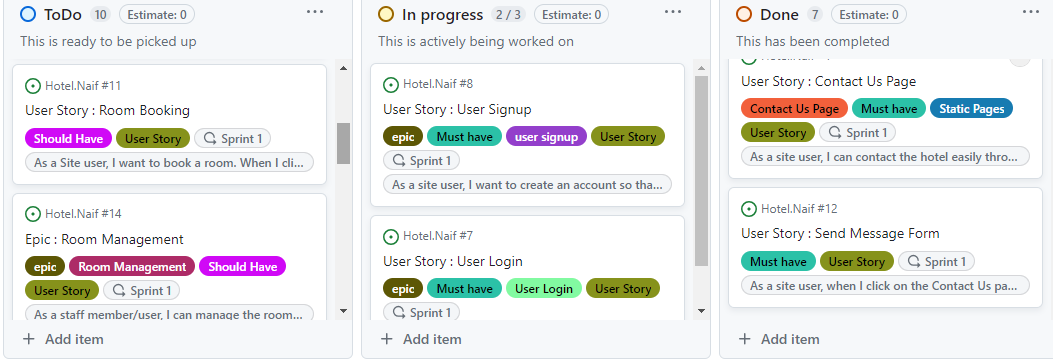 ToDo 10 Estimate: 0 ...
This is ready to be picked up
Hotel.Naif #11
User Story : Room Booking
Should Have User Story Sprint 1
As a Site user, I want to book a room. When I cli...
Hotel.Naif #14
Epic : Room Management
epic Room Management Should Have
User Story Sprint 1
As a staff member/user, I can manage the room...
+ Add item
In progress 2 / 3 Estimate: 0 ...
This is actively being worked on
Hotel.Naif #8
User Story : User Signup
epic Must have user signup User Story
Sprint 1
As a site user, I want to create an account so tha...
Hotel.Naif #7
User Story : User Login
epic Must have User Login User Story
Sprint 1
+ Add item
Done 7 Estimate: 0 ...
This has been completed
User Story : Contact Us Page
Contact Us Page Must have Static Pages
User Story Sprint 1
As a site user, I can contact the hotel easily thro...
Hotel.Naif #12
User Story : Send Message Form
Must have User Story Sprint 1
As a site user, when I click on the Contact Us pa...
+ Add item